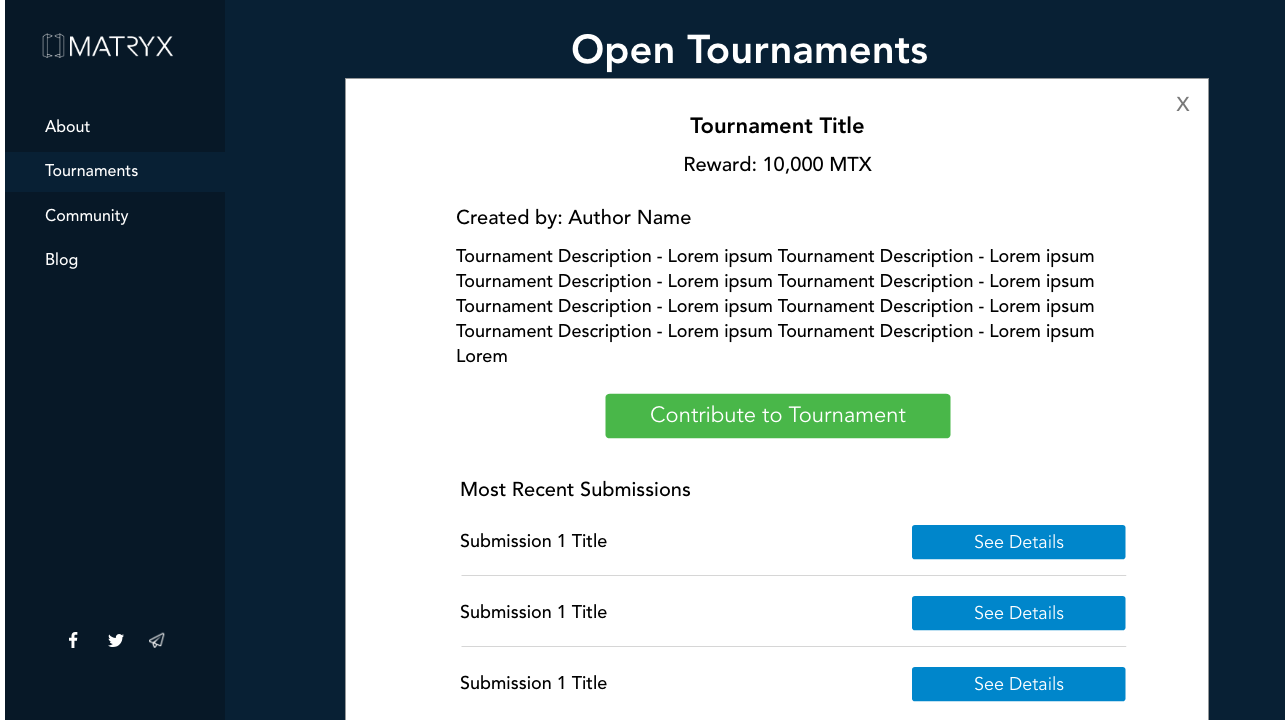 MATRYX
About
Tournaments
Community
Blog
Open Tournaments
X
Tournament Title
Reward: 10,000 MTX
Created by: Author Name
Tournament Description - Lorem ipsum Tournament Description - Lorem ipsum
Tournament Description - Lorem ipsum Tournament Description - Lorem ipsum
Tournament Description - Lorem ipsum Tournament Description - Lorem ipsum
Tournament Description - Lorem ipsum Tournament Description - Lorem ipsum
Lorem
Contribute to Tournament
Most Recent Submissions
Submission 1 Title See Details
Submission 1 Title See Details
Submission 1 Title See Details